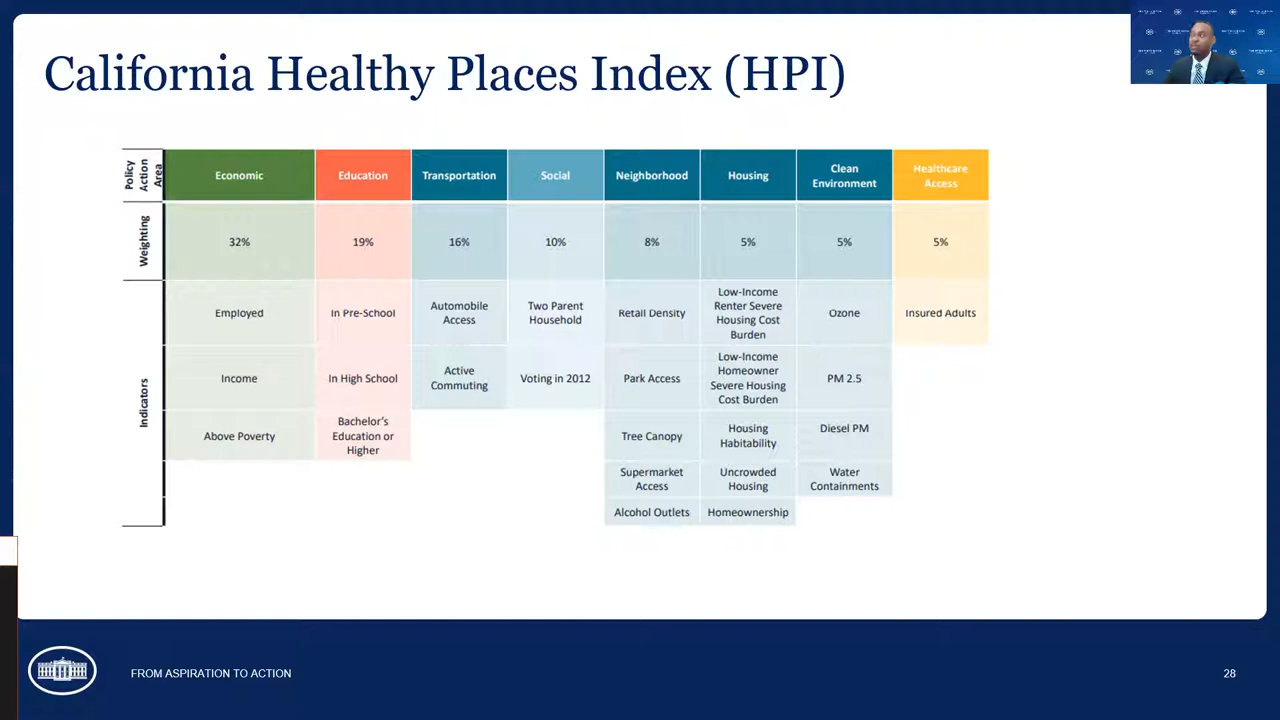 California Healthy Places Index (HPI)
Policy
Action
Area
Economic
Education
Transportation
Social
Neighborhood
Housing
Clean
Environment
Healthcare
Access
Weighting
32%
19%
16%
10%
8%
5%
5%
5%
Indicators
Employed
In Pre-School
Automobile
Access
Two Parent
Household
Retail Density
Low-Income
Renter Severe
Housing Cost
Burden
Ozone
Insured Adults
Income
In High School
Active
Commuting
Voting in 2012
Park Access
Low-Income
Homeowner
Severe Housing
Cost Burden
PM 2.5
Above Poverty
Bachelor's
Education or
Higher
Tree Canopy
Housing
Habitability
Diesel PM
Supermarket
Access
Uncrowded
Housing
Water
Containments
Alcohol Outlets
Homeownership
FROM ASPIRATION TO ACTION
28